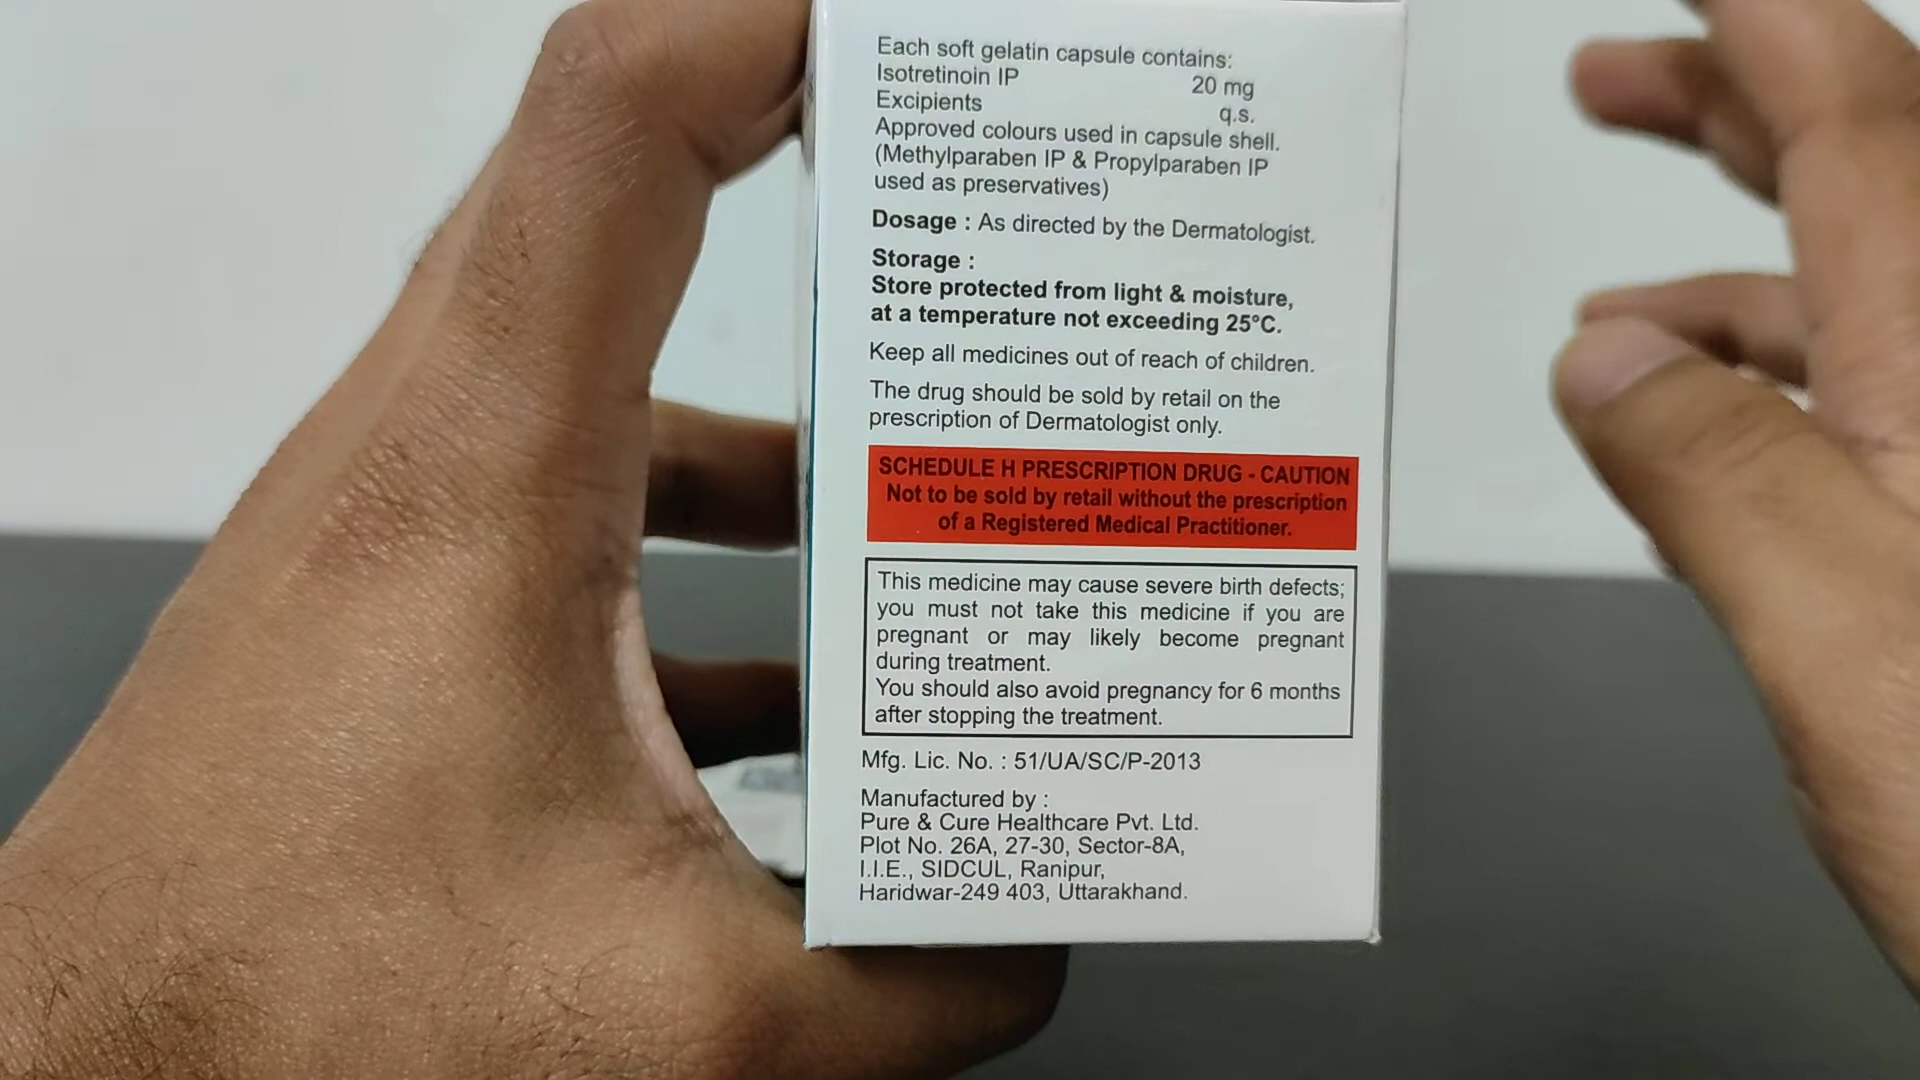 Each soft gelatin capsule contains:
Isotretinoin IP 20 mg
Excipients q.s.
Approved colours used in capsule shell.
(Methylparaben IP & Propylparaben IP
used as preservatives)
Dosage : As directed by the Dermatologist.
Storage :
Store protected from light & moisture,
at a temperature not exceeding 25°C.
Keep all medicines out of reach of children.
The drug should be sold by retail on the
prescription of Dermatologist only.
SCHEDULE H PRESCRIPTION DRUG - CAUTION
Not to be sold by retail without the prescription
of a Registered Medical Practitioner.
This medicine may cause severe birth defects;
you must not take this medicine if you are
pregnant or may likely become pregnant
during treatment.
You should also avoid pregnancy for 6 months
after stopping the treatment.
Mfg. Lic. No. : 51/UA/SC/P-2013
Manufactured by :
Pure & Cure Healthcare Pvt. Ltd.
Plot No. 26A, 27-30, Sector-8A,
I.I.E., SIDCUL, Ranipur,
Haridwar-249 403, Uttarakhand.